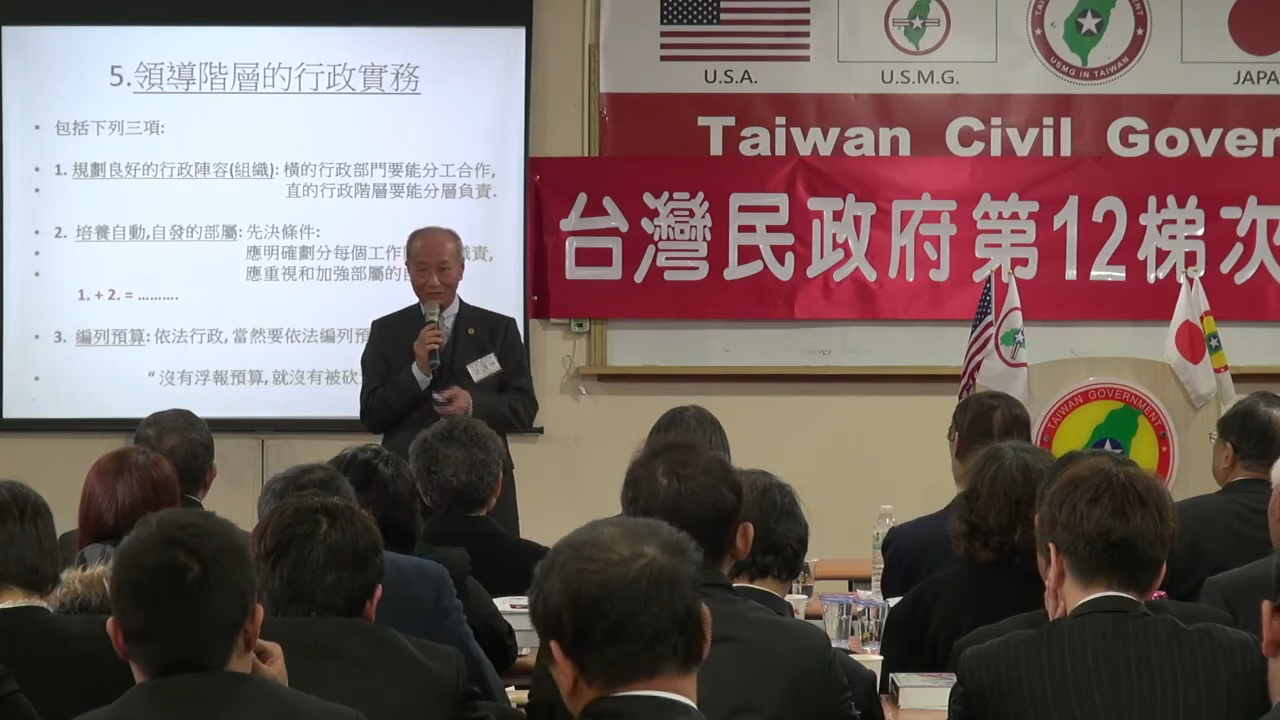 5.領導階層的行政實務
• 包括下列三項:
• 1. 規劃良好的行政陣容(組織): 橫的行政部門要能分工合作,
• 直的行政階層要能分層負責.
• 2. 培養自動,自發的部屬: 先決條件:
• 應明確劃分每個工作 職責,
• 應重視和加強部屬的
1. + 2. = ……….
• 3. 編列預算: 依法行政, 當然要依法編列預
• “ 沒有浮報預算, 就沒有被砍
U.S.A.
U.S.M.G.
TAIWAN GOVERNMENT
USMG IN TAIWAN
JAPA
Taiwan Civil Gover
台灣民政府第12梯次
TAIWAN GOVERNMENT